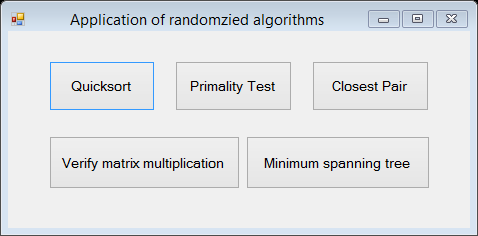 Application of randomzied algorithms
Quicksort Primality Test Closest Pair
Verify matrix multiplication Minimum spanning tree